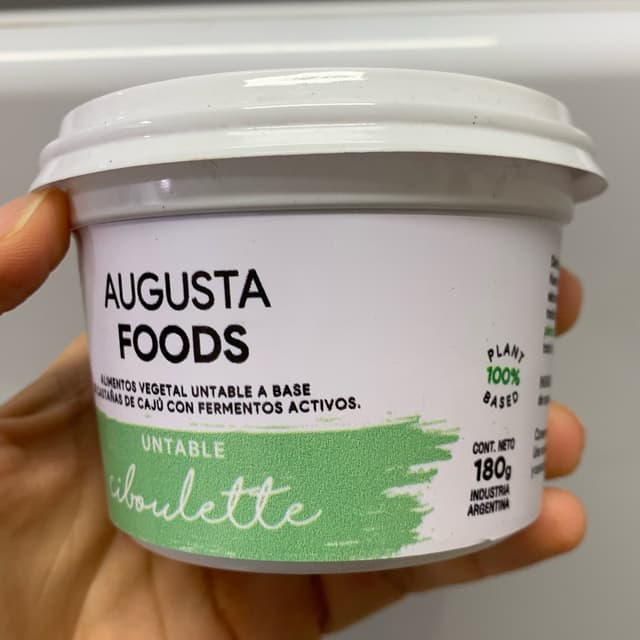 AUGUSTA
FOODS
ALIMENTOS VEGETAL UNTABLE A BASE
CASTAÑAS DE CAJÚ CON FERMENTOS ACTIVOS.
UNTABLE
ciboulette
PLANT
100%
BASED
CONT. NETO
180g
INDUSTRIA
ARGENTINA